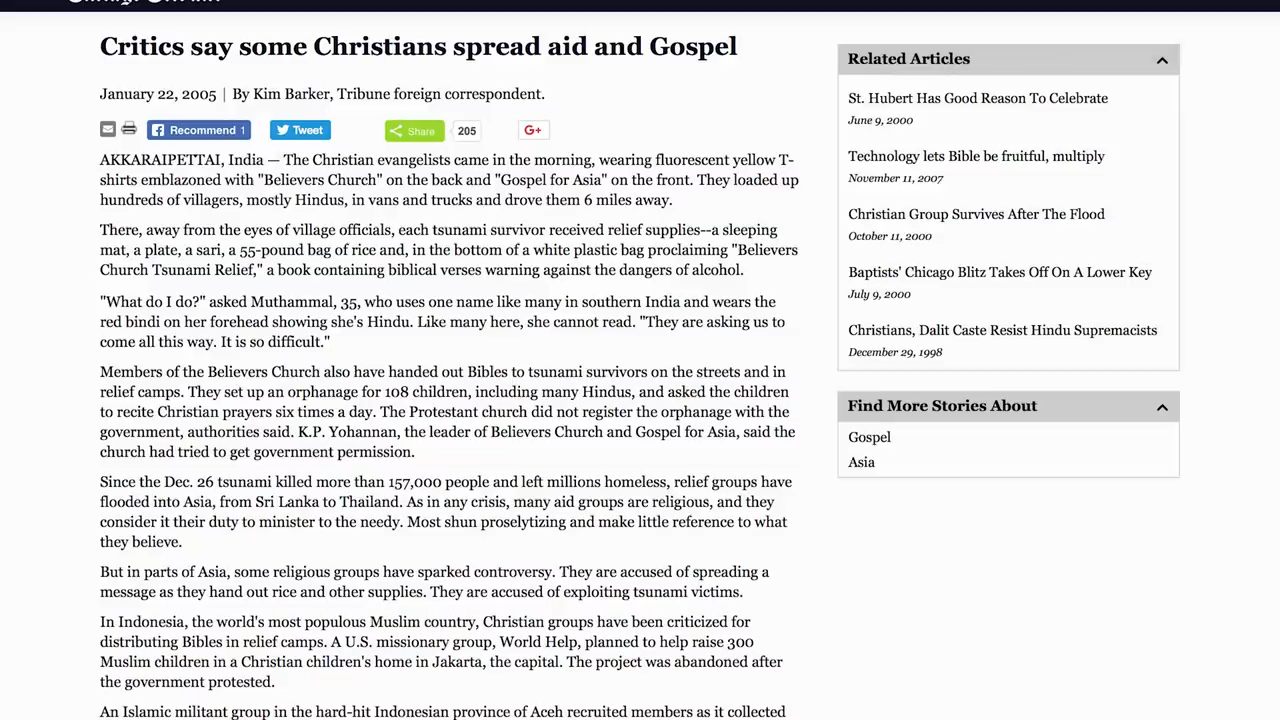 Critics say some Christians spread aid and Gospel
January 22, 2005 | By Kim Barker, Tribune foreign correspondent.
Recommend 1
Tweet
Share
205
G+
AKKARAIPETTAI, India — The Christian evangelists came in the morning, wearing fluorescent yellow T-
shirts emblazoned with "Believers Church" on the back and "Gospel for Asia" on the front. They loaded up
hundreds of villagers, mostly Hindus, in vans and trucks and drove them 6 miles away.
There, away from the eyes of village officials, each tsunami survivor received relief supplies--a sleeping
mat, a plate, a sari, a 55-pound bag of rice and, in the bottom of a white plastic bag proclaiming "Believers
Church Tsunami Relief," a book containing biblical verses warning against the dangers of alcohol.
"What do I do?" asked Muthammal, 35, who uses one name like many in southern India and wears the
red bindi on her forehead showing she's Hindu. Like many here, she cannot read. "They are asking us to
come all this way. It is so difficult."
Members of the Believers Church also have handed out Bibles to tsunami survivors on the streets and in
relief camps. They set up an orphanage for 108 children, including many Hindus, and asked the children
to recite Christian prayers six times a day. The Protestant church did not register the orphanage with the
government, authorities said. K.P. Yohannan, the leader of Believers Church and Gospel for Asia, said the
church had tried to get government permission.
Since the Dec. 26 tsunami killed more than 157,000 people and left millions homeless, relief groups have
flooded into Asia, from Sri Lanka to Thailand. As in any crisis, many aid groups are religious, and they
consider it their duty to minister to the needy. Most shun proselytizing and make little reference to what
they believe.
But in parts of Asia, some religious groups have sparked controversy. They are accused of spreading a
message as they hand out rice and other supplies. They are accused of exploiting tsunami victims.
In Indonesia, the world's most populous Muslim country, Christian groups have been criticized for
distributing Bibles in relief camps. A U.S. missionary group, World Help, planned to help raise 300
Muslim children in a Christian children's home in Jakarta, the capital. The project was abandoned after
the government protested.
An Islamic militant group in the hard-hit Indonesian province of Aceh recruited members as it collected
Related Articles
St. Hubert Has Good Reason To Celebrate
June 9, 2000
Technology lets Bible be fruitful, multiply
November 11, 2007
Christian Group Survives After The Flood
October 11, 2000
Baptists' Chicago Blitz Takes Off On A Lower Key
July 9, 2000
Christians, Dalit Caste Resist Hindu Supremacists
December 29, 1998
Find More Stories About
Gospel
Asia